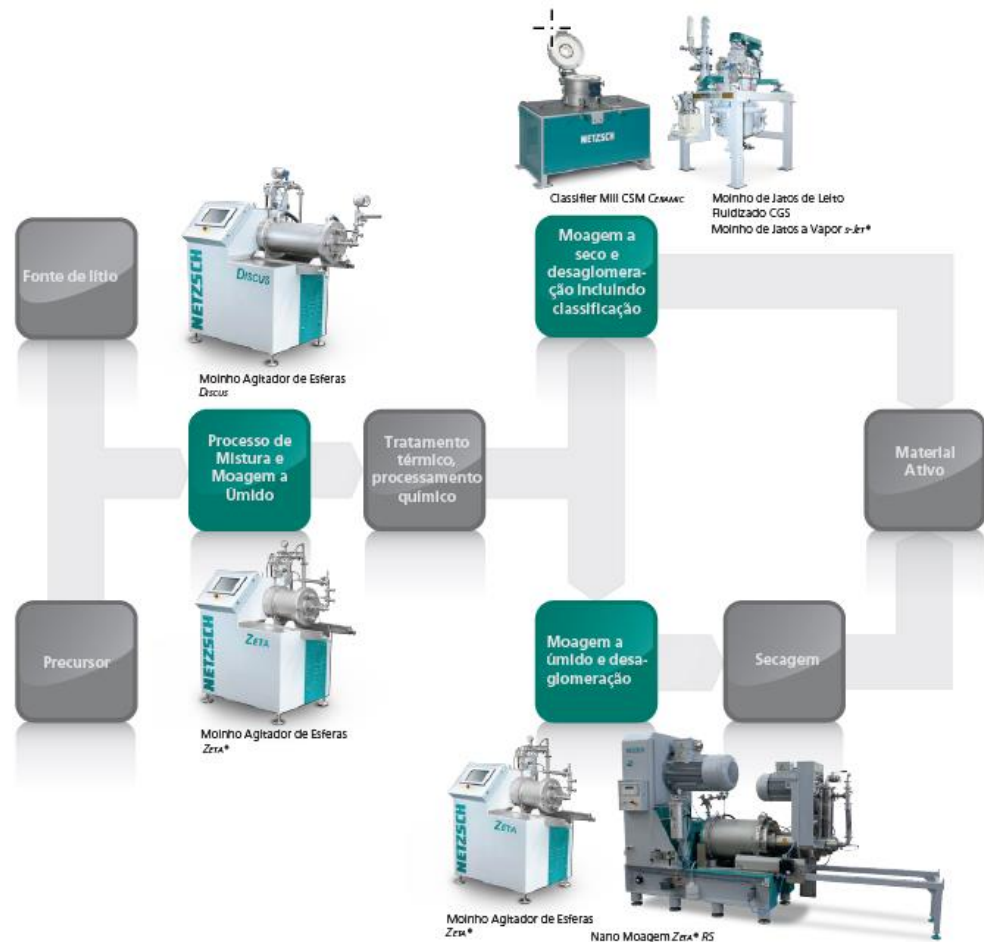 NETZSCH
Classifier Mill CSM CERAMIC
Moinho de Jatos de Leito
Fluidizado CGS
Moinho de Jatos a Vapor s-JET®
Fonte de lítio
NETZSCH
DISCUS
Moagem a
seco e
desaglomera-
ção incluindo
classificação
Moinho Agitador de Esferas
DISCUS
Processo de
Mistura e
Moagem a
Úmido
Tratamento
térmico,
processamento
químico
Material
Ativo
Precursor
NETZSCH
ZETA
Moagem a
úmido e desa-
glomeração
Secagem
Moinho Agitador de Esferas
ZETA®
NETZSCH
ZETA
Moinho Agitador de Esferas
ZETA®
Nano Moagem ZETA® RS